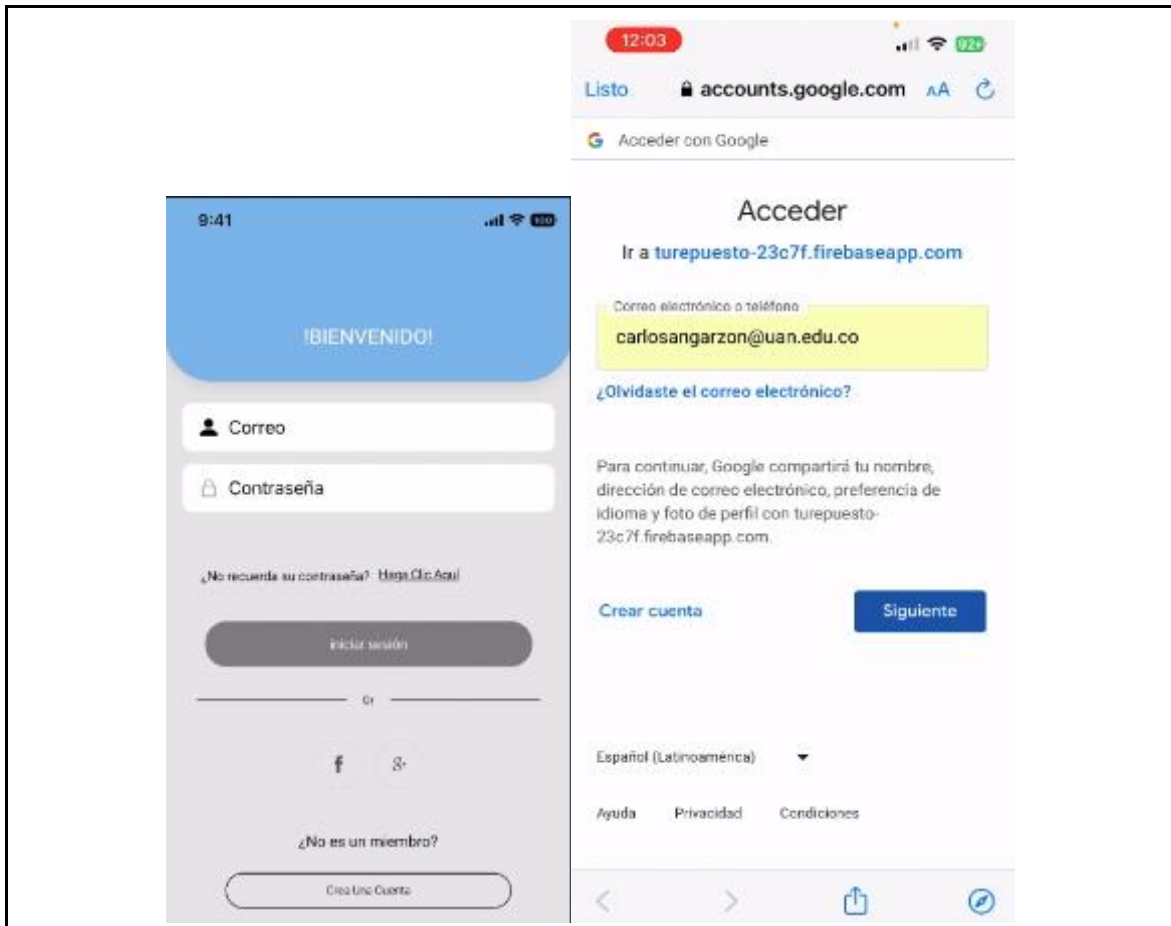 9:41
!BIENVENIDO!
Correo
Contraseña
¿No recuerda su contraseña? Haga Clic Aquí
iniciar sesión
Or
f g+
¿No es un miembro?
Crea Una Cuenta
12:03
92+
Listo accounts.google.com AA
G Acceder con Google
Acceder
Ir a turepuesto-23c7f.firebaseapp.com
Correo electrónico o teléfono
carlosangarzon@uan.edu.co
¿Olvidaste el correo electrónico?
Para continuar, Google compartirá tu nombre,
dirección de correo electrónico, preferencia de
idioma y foto de perfil con turepuesto-
23c7f.firebaseapp.com.
Crear cuenta Siguiente
Español (Latinoamérica)
Ayuda Privacidad Condiciones